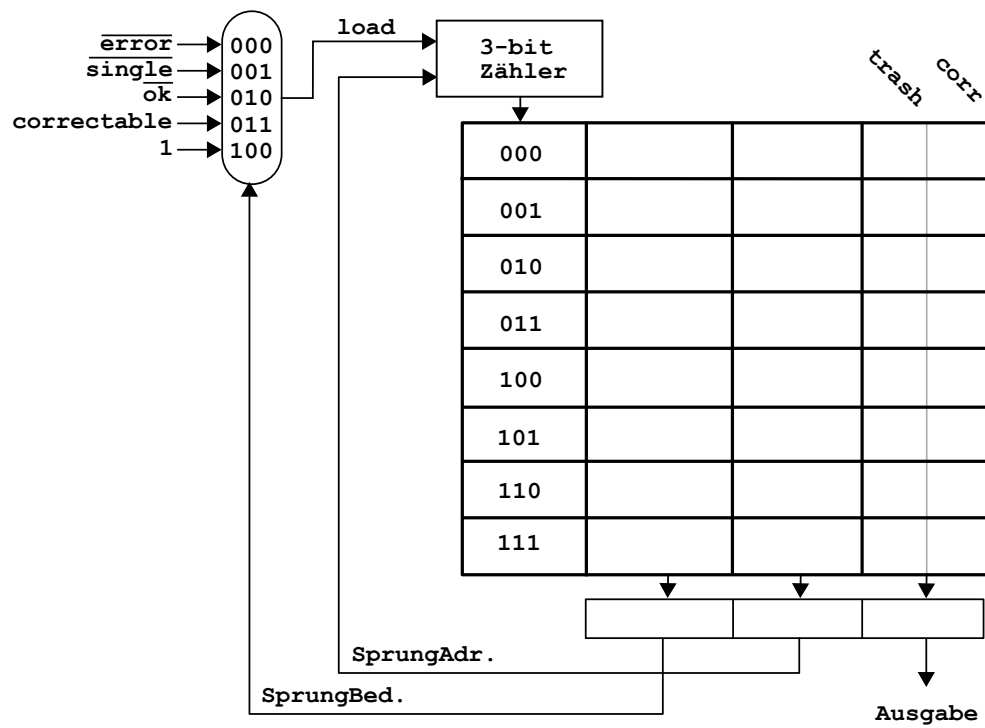 error
single
ok
correctable
1
000
001
010
011
100
load
3-bit
Zähler
trash
corr
000
001
010
011
100
101
110
111
SprungAdr.
SprungBed.
Ausgabe